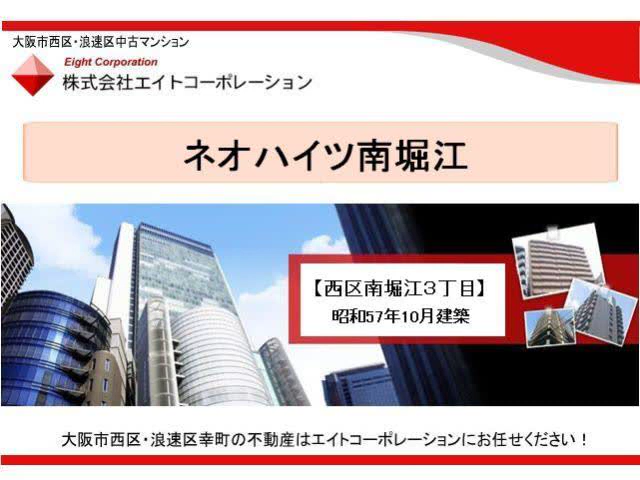 大阪市西区・浪速区中古マンション
Eight Corporation
株式会社エイトコーポレーション
ネオハイツ南堀江
【西区南堀江3丁目】
昭和57年10月建築
大阪市西区・浪速区幸町の不動産はエイトコーポレーションにお任せください！